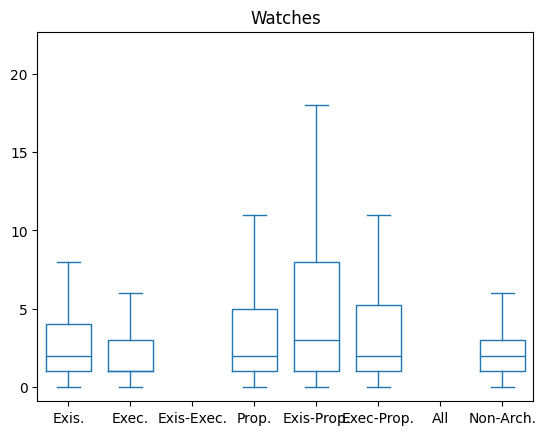 Watches
20
15
10
5
0
Exis. Exec. Exis-Exec. Prop. Exis-Prop. Exec-Prop. All Non-Arch.